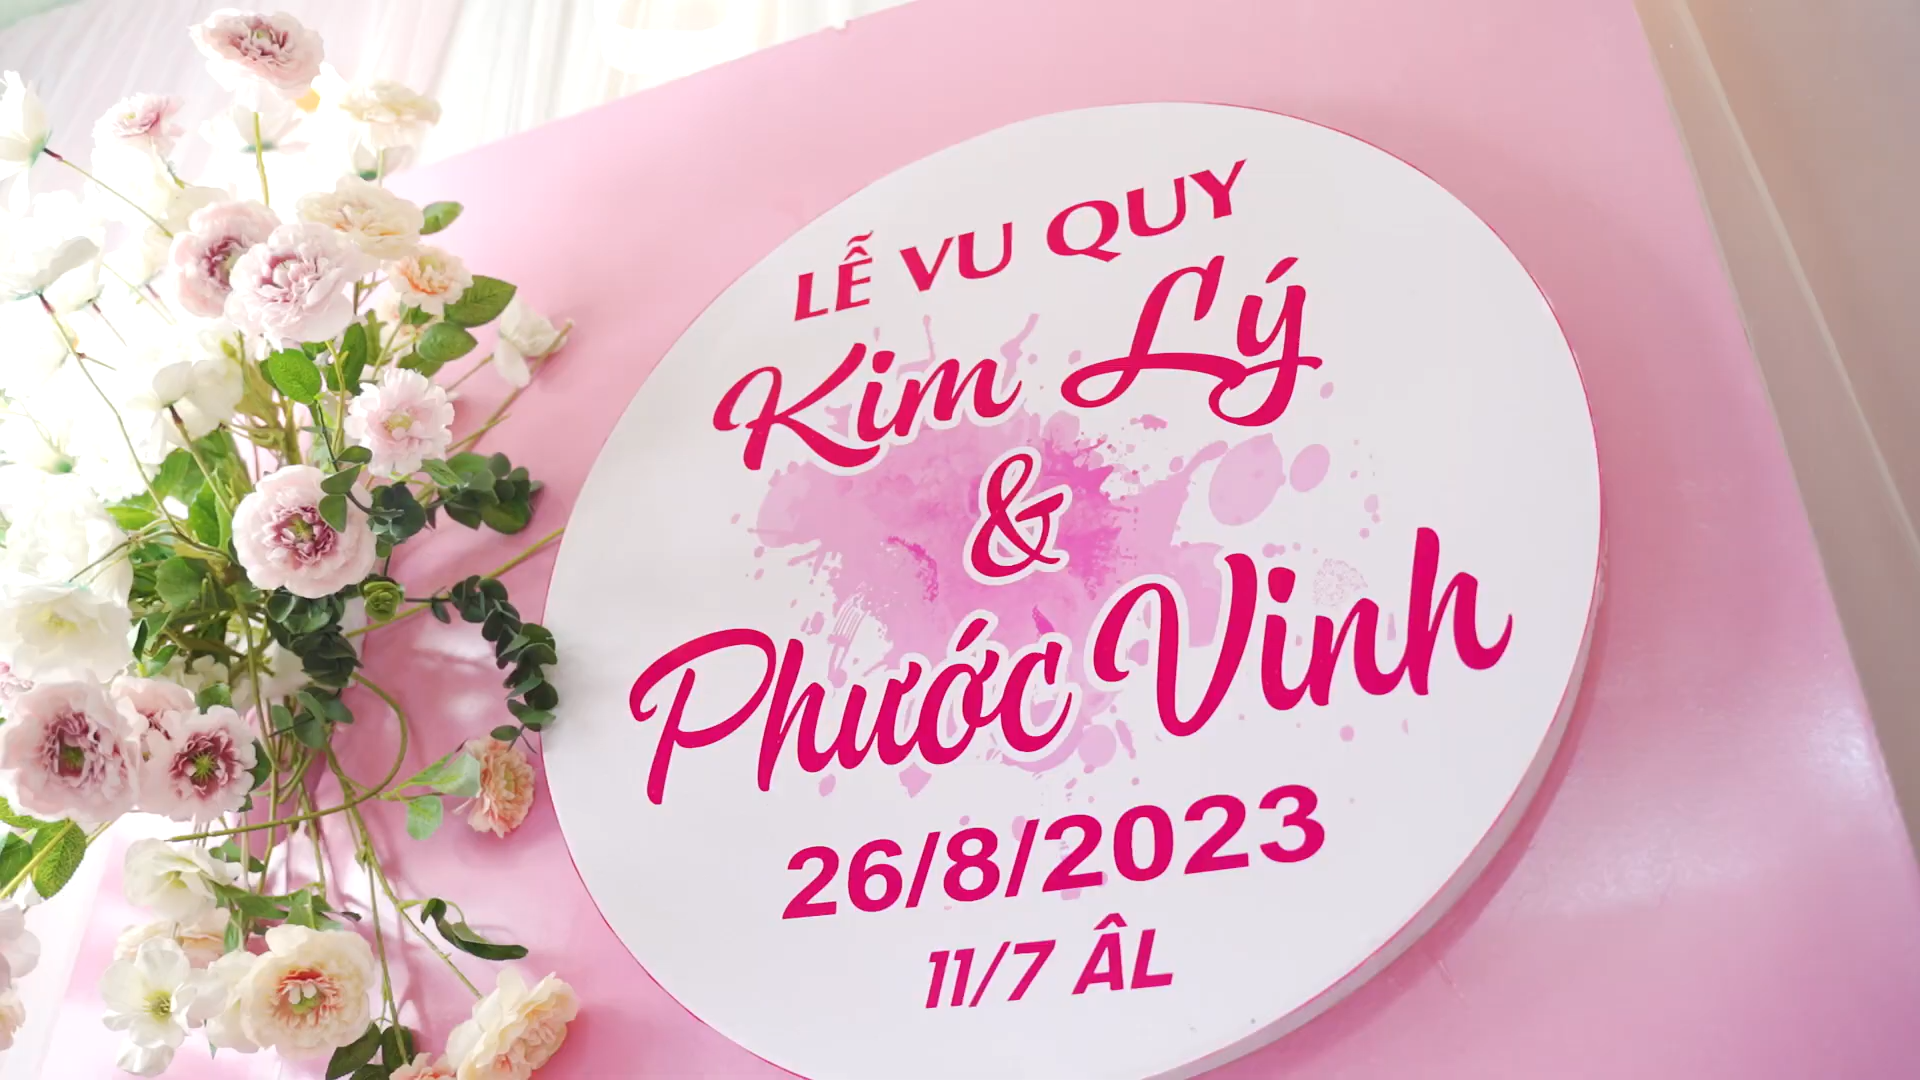 LỄ VU QUY
Kim Lý
&
Phước Vinh
26/8/2023
11/7 ÂL